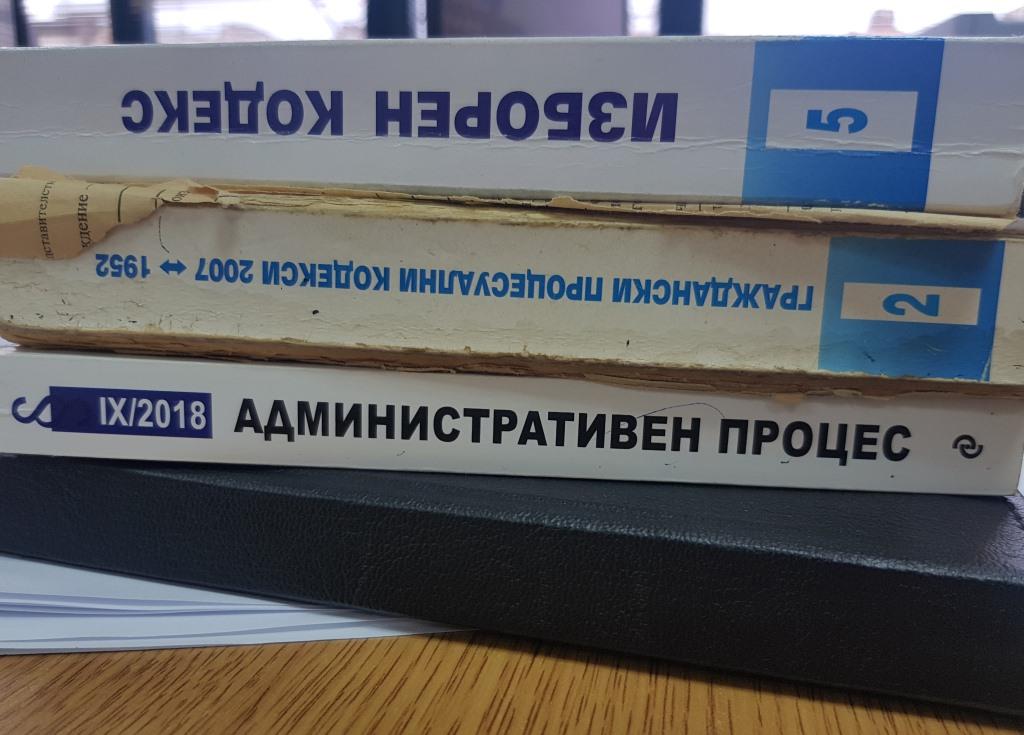 ИЗБОРЕН КОДЕКС
5
ГРАЖДАНСКИ ПРОЦЕСУАЛНИ КОДЕКСИ 2007 ↔ 1952
2
IX/2018 АДМИНИСТРАТИВЕН ПРОЦЕС